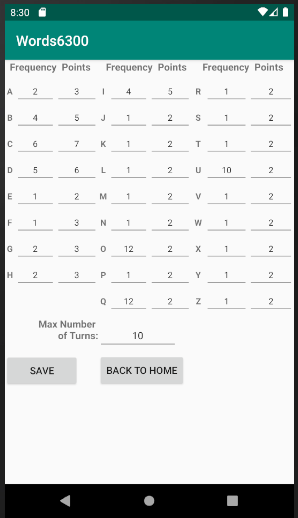 8:30
Words6300
Frequency Points Frequency Points Frequency Points
A 2 3 I 4 5 R 1 2
B 4 5 J 1 2 S 1 2
C 6 7 K 1 2 T 1 2
D 5 6 L 1 2 U 10 2
E 1 2 M 1 2 V 1 2
F 1 3 N 1 2 W 1 2
G 2 3 O 12 2 X 1 2
H 2 3 P 1 2 Y 1 2
Q 12 2 Z 1 2
Max Number
of Turns: 10
SAVE BACK TO HOME